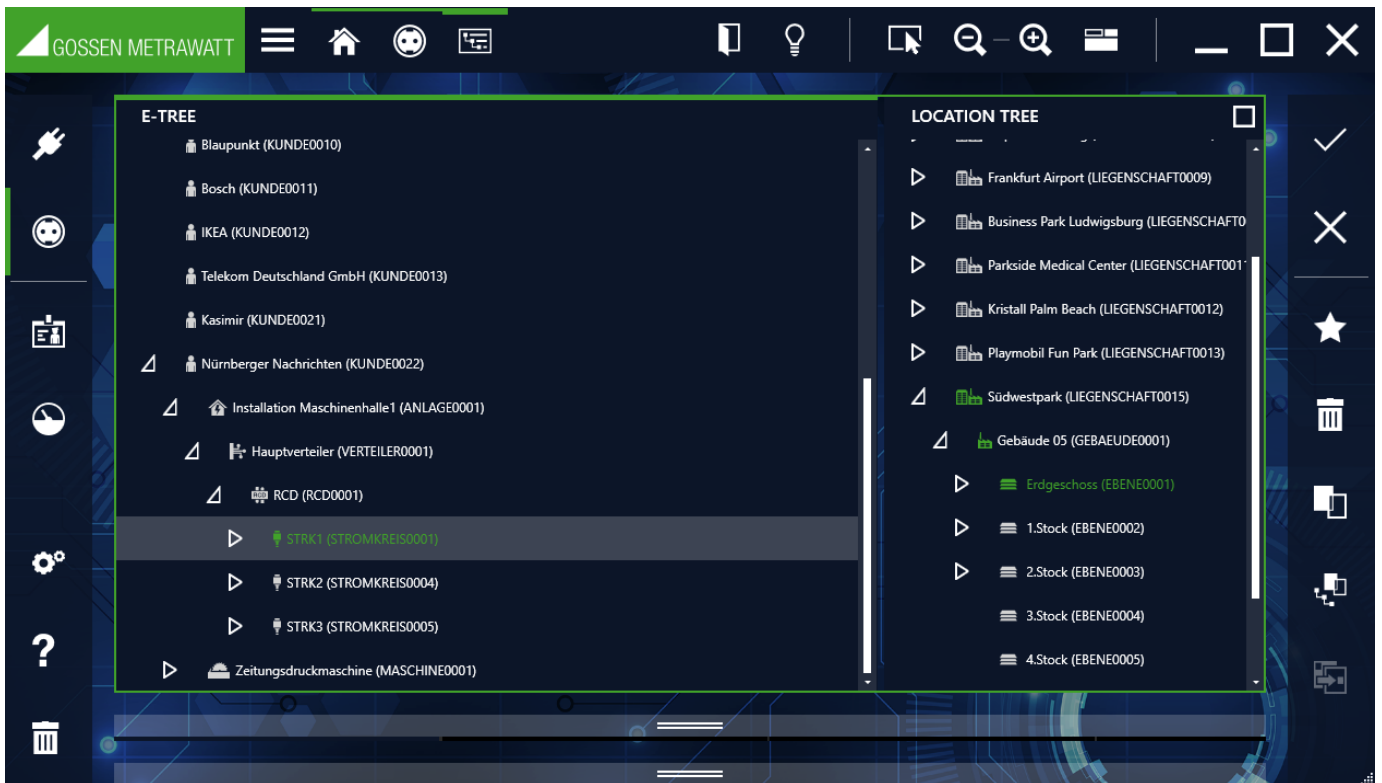 GOSSEN METRAWATT
E-TREE
Blaupunkt (KUNDE0010)
Bosch (KUNDE0011)
IKEA (KUNDE0012)
Telekom Deutschland GmbH (KUNDE0013)
Kasimir (KUNDE0021)
Nürnberger Nachrichten (KUNDE0022)
Installation Maschinenhalle1 (ANLAGE0001)
Hauptverteiler (VERTEILER0001)
RCD (RCD0001)
STRK1 (STROMKREIS0001)
STRK2 (STROMKREIS0004)
STRK3 (STROMKREIS0005)
Zeitungsdruckmaschine (MASCHINE0001)
LOCATION TREE
Frankfurt Airport (LIEGENSCHAFT0009)
Business Park Ludwigsburg (LIEGENSCHAFT0
Parkside Medical Center (LIEGENSCHAFT001
Kristall Palm Beach (LIEGENSCHAFT0012)
Playmobil Fun Park (LIEGENSCHAFT0013)
Südwestpark (LIEGENSCHAFT0015)
Gebäude 05 (GEBAEUDE0001)
Erdgeschoss (EBENE0001)
1.Stock (EBENE0002)
2.Stock (EBENE0003)
3.Stock (EBENE0004)
4.Stock (EBENE0005)